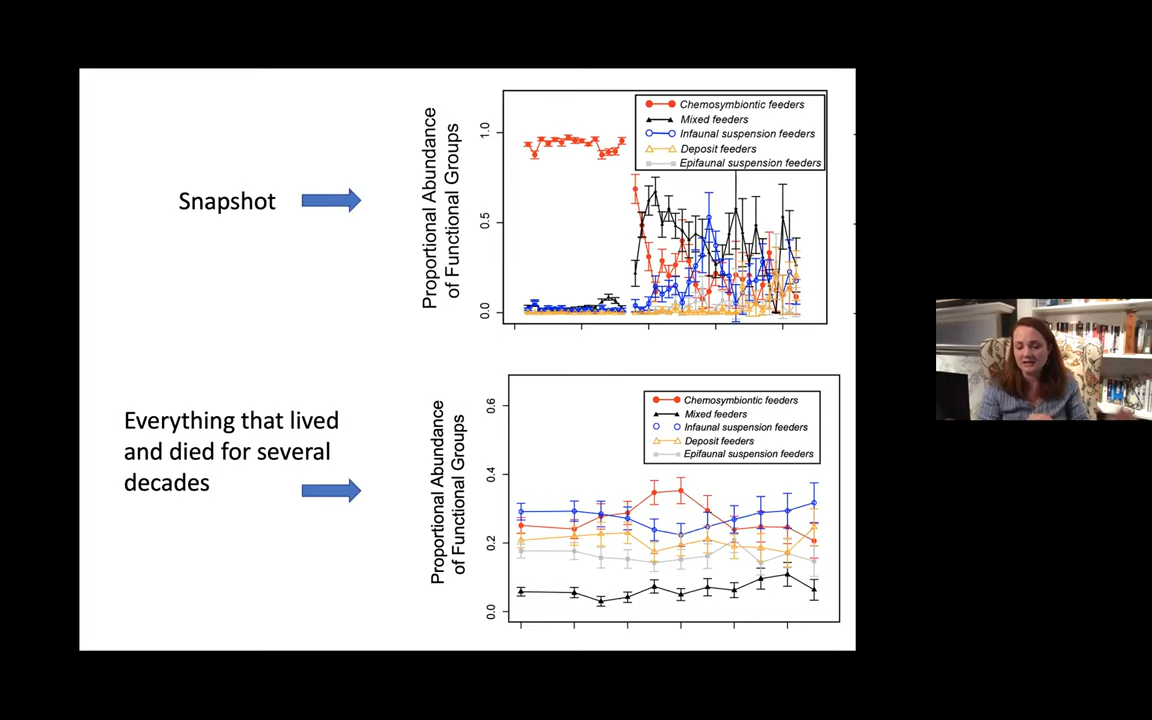 Snapshot
Proportional Abundance
of Functional Groups
1.0
0.5
0.0
Chemosymbiontic feeders
Mixed feeders
Infaunal suspension feeders
Deposit feeders
Epifaunal suspension feeders
Everything that lived
and died for several
decades
Proportional Abundance
of Functional Groups
0.6
0.4
0.2
0.0
Chemosymbiontic feeders
Mixed feeders
Infaunal suspension feeders
Deposit feeders
Epifaunal suspension feeders